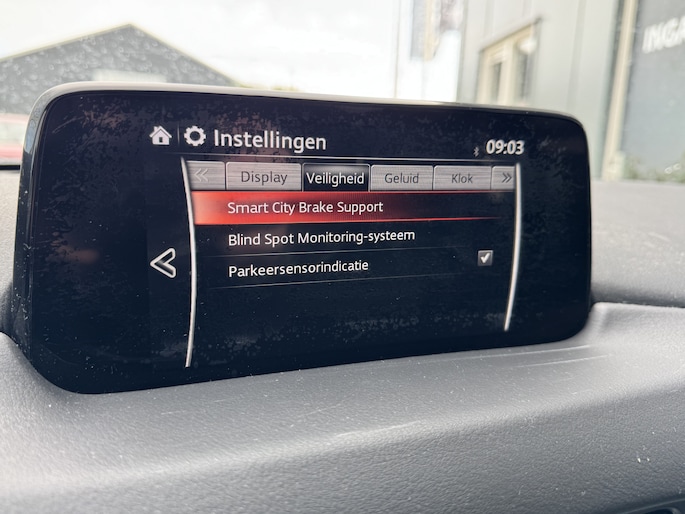 Instellingen
09:03
Display Veiligheid Geluid Klok
Smart City Brake Support
Blind Spot Monitoring-systeem
Parkeersensorindicatie